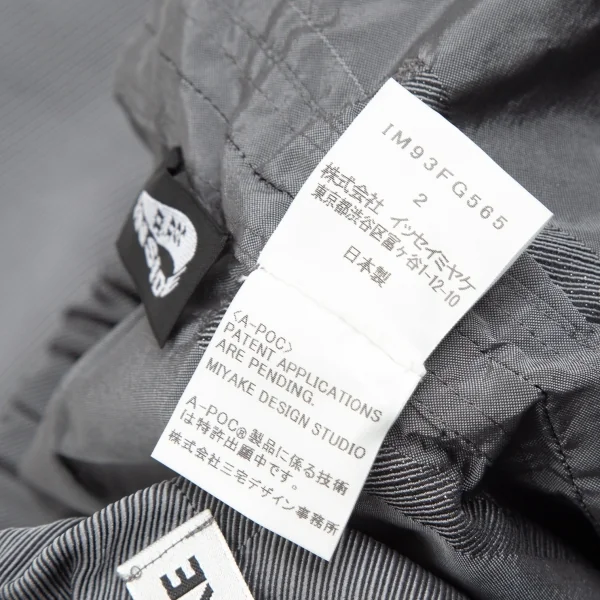 IM93FG565
2
株式会社 イッセイミヤケ
東京都渋谷区富ヶ谷1-12-10
日本製
〈A-POC〉
PATENT APPLICATIONS
ARE PENDING.
MIYAKE DESIGN STUDIO
A-POC®製品に係る技術
は特許出願中です。
株式会社三宅デザイン事務所
KE